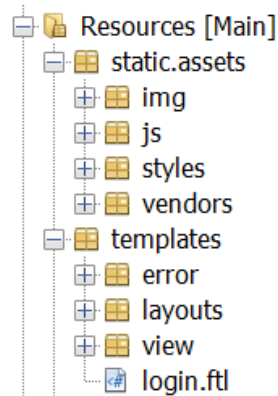 Resources [Main]
static.assets
img
js
styles
vendors
templates
error
layouts
view
login.ftl